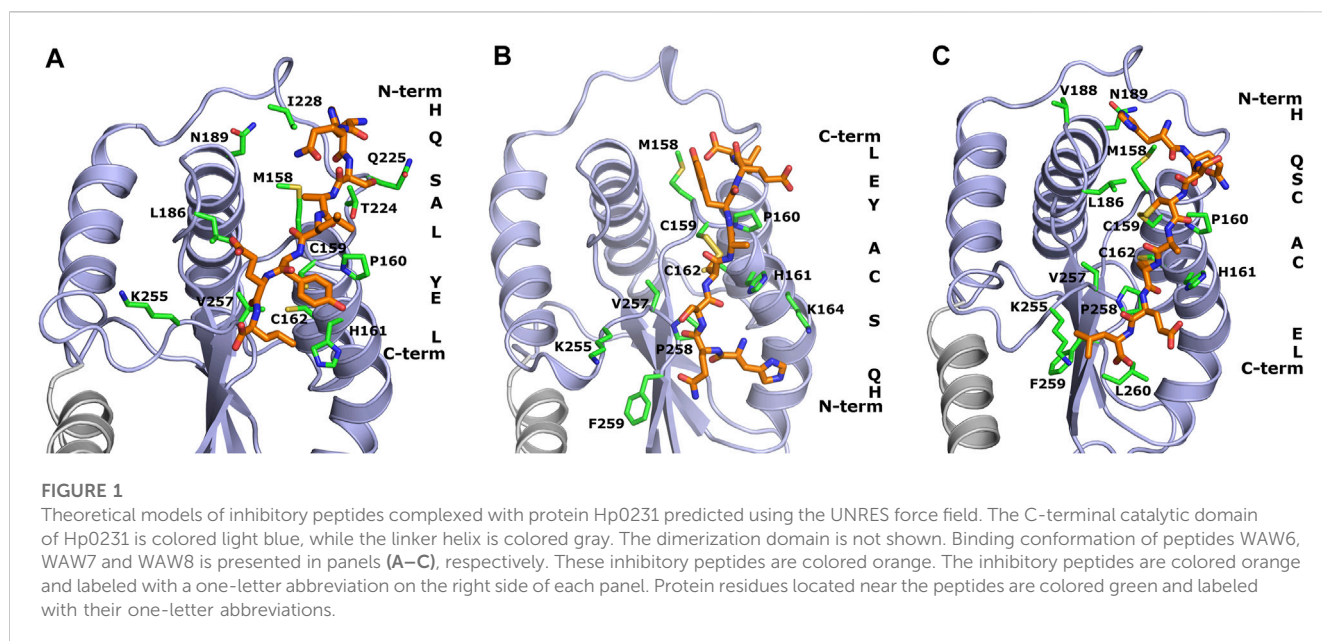 A
I228
N-term
H
Q
N189
Q225
S
M158
A
T224
L186
L
C159
P160
Y
K255
V257
E
C162
H161
L
C-term
B
C-term
M158
L
E
Y
P160
C159
A
C162
H161
C
V257
K164
S
K255
P258
Q
H
F259
N-term
C
V188
N189
N-term
H
M158
Q
S
L186
C
C159
P160
C162
A
V257
H161
C
K255
P258
E
L
F259
L260
C-term
FIGURE 1
Theoretical models of inhibitory peptides complexed with protein Hp0231 predicted using the UNRES force field. The C-terminal catalytic domain
of Hp0231 is colored light blue, while the linker helix is colored gray. The dimerization domain is not shown. Binding conformation of peptides WAW6,
WAW7 and WAW8 is presented in panels (A–C), respectively. These inhibitory peptides are colored orange. The inhibitory peptides are colored orange
and labeled with a one-letter abbreviation on the right side of each panel. Protein residues located near the peptides are colored green and labeled
with their one-letter abbreviations.